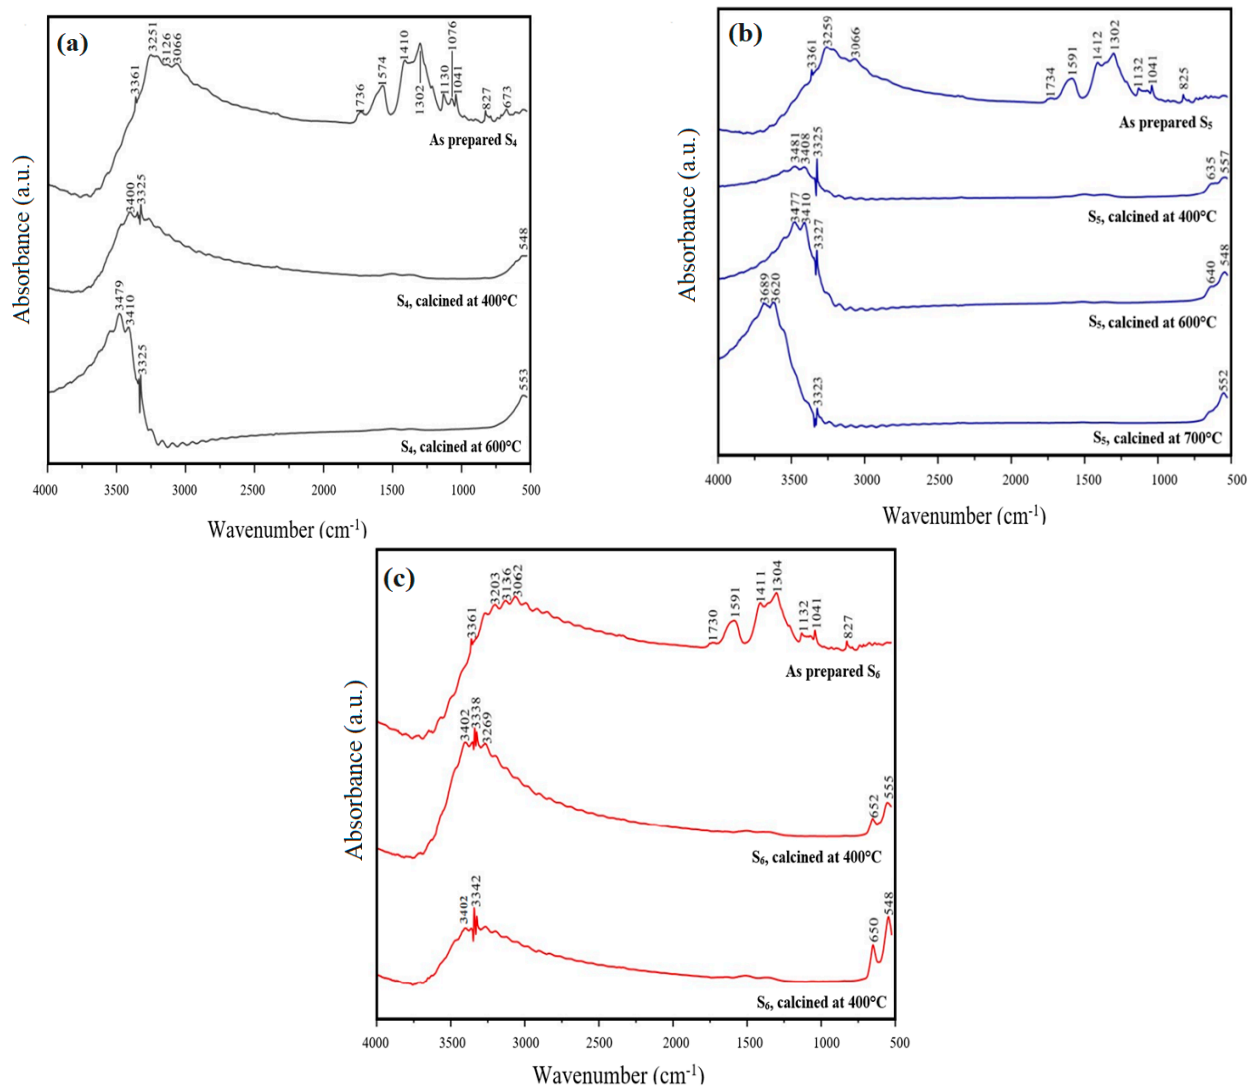 (a)
3361
3251
3126
3066
1736
1574
1410
1302
1130
1076
1041
827
673
As prepared S4
3400
3325
548
S4, calcined at 400°C
3479
3410
3325
553
S4, calcined at 600°C
Absorbance (a.u.)
4000 3500 3000 2500 2000 1500 1000 500
Wavenumber (cm-1)
(b)
3361
3259
3066
1734
1591
1412
1302
1132
1041
825
As prepared S5
3481
3408
3325
635
557
S5, calcined at 400°C
3477
3410
3327
640
548
S5, calcined at 600°C
3689
3620
3323
552
S5, calcined at 700°C
Absorbance (a.u.)
4000 3500 3000 2500 2000 1500 1000 500
Wavenumber (cm-1)
(c)
3361
3203
3136
3062
1730
1591
1411
1304
1132
1041
827
As prepared S6
3402
3338
3269
652
555
S6, calcined at 400°C
3402
3342
650
548
S6, calcined at 400°C
Absorbance (a.u.)
4000 3500 3000 2500 2000 1500 1000 500
Wavenumber (cm-1)